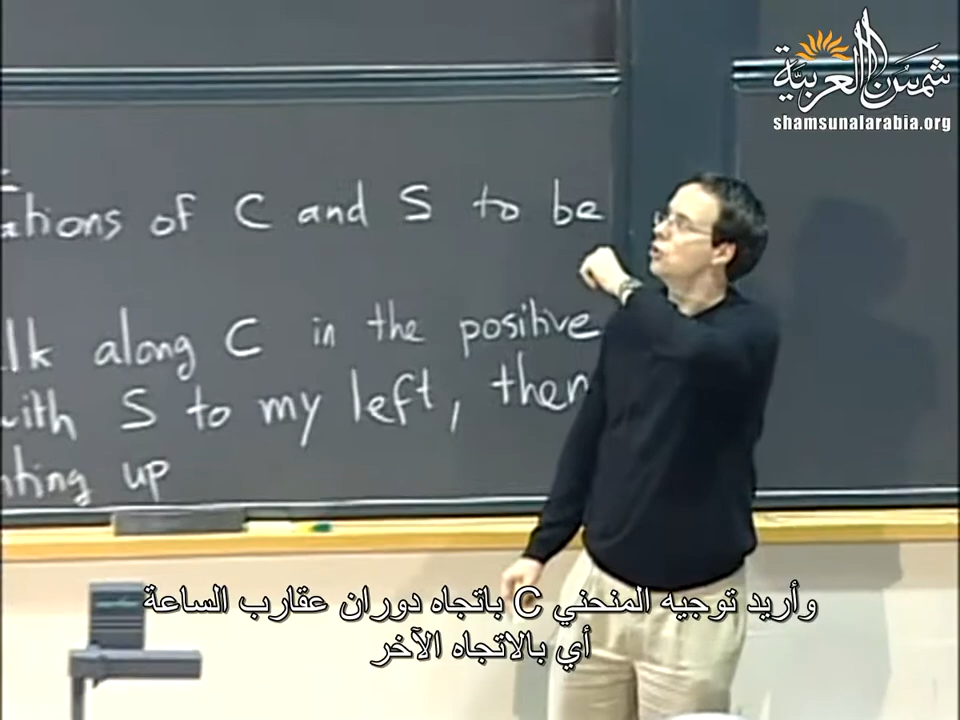 شمس العربية
shamsunalarabia.org
ations of C and S to be
lk along C in the positive
with S to my left, then
nting up
وأريد توجيه المنحني C باتجاه دوران عقارب الساعة
أي بالاتجاه الآخر